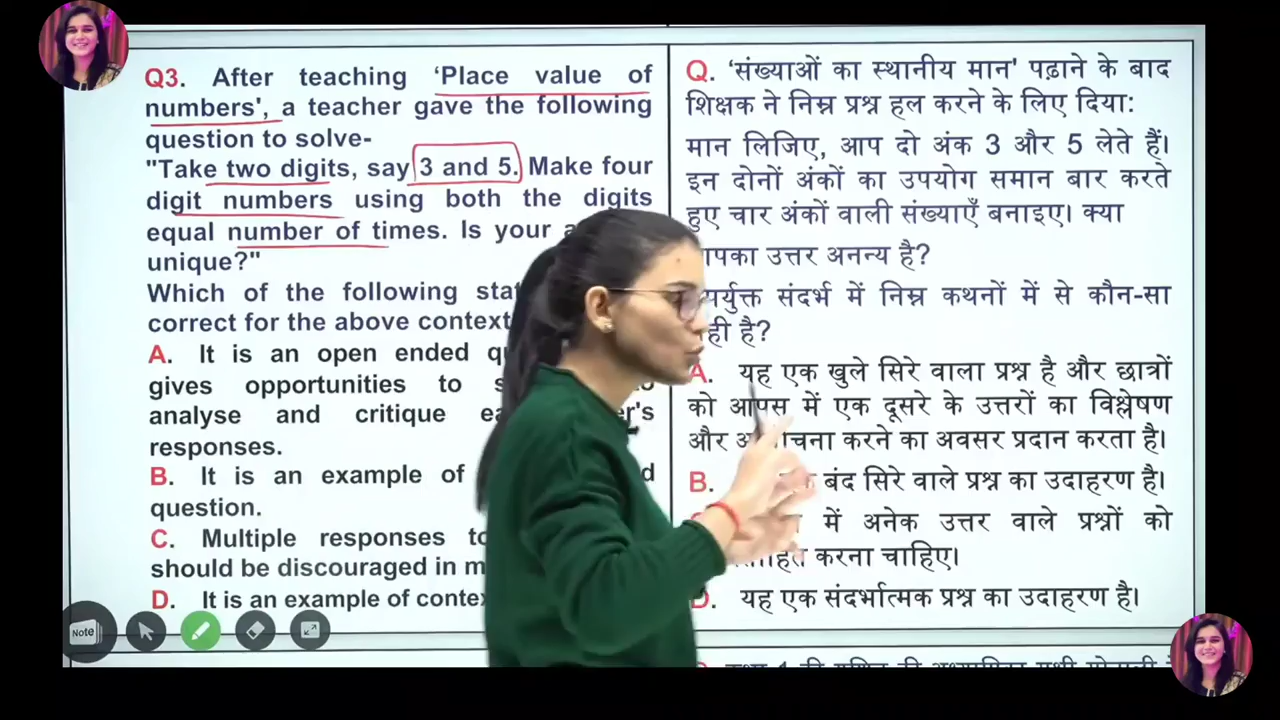 Q3. After teaching ‘Place value of
numbers', a teacher gave the following
question to solve-
"Take two digits, say 3 and 5. Make four
digit numbers using both the digits
equal number of times. Is your
unique?"
Which of the following
correct for the above context
A. It is an open ended
gives opportunities to
analyse and critique
responses.
B. It is an example of
question.
C. Multiple responses
should be discouraged in
D. It is an example of
Q. ‘संख्याओं का स्थानीय मान' पढ़ाने के बाद
शिक्षक ने निम्न प्रश्न हल करने के लिए दिया:
मान लिजिए, आप दो अंक 3 और 5 लेते हैं।
इन दोनों अंकों का उपयोग समान बार करते
हुए चार अंकों वाली संख्याएँ बनाइए। क्या
उत्तर अनन्य है?
संदर्भ में निम्न कथनों में से कौन-सा
है?
A. यह एक खुले सिरे वाला प्रश्न है और छात्रों
को आपस में एक दूसरे के उत्तरों का विश्लेषण
और करने का अवसर प्रदान करता है।
B. बंद सिरे वाले प्रश्न का उदाहरण है।
में अनेक उत्तर वाले प्रश्नों को
करना चाहिए।
D. यह एक संदर्भात्मक प्रश्न का उदाहरण है।
Note